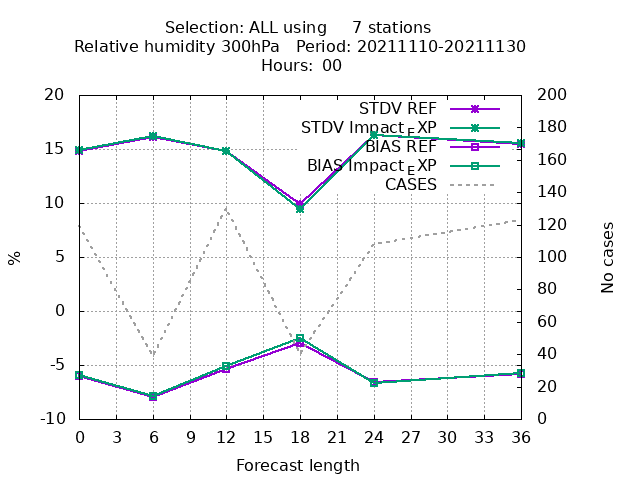 Selection: ALL using 7 stations
Relative humidity 300hPa Period: 20211110-20211130
Hours: 00
20 200
STDV REF
180
STDV Impact_EXP
15 160
BIAS REF
BIAS Impact_EXP
140
CASES
10 120
5 100
80
0 60
-5 40
20
-10 0
0 3 6 9 12 15 18 21 24 27 30 33 36
%
No cases
Forecast length